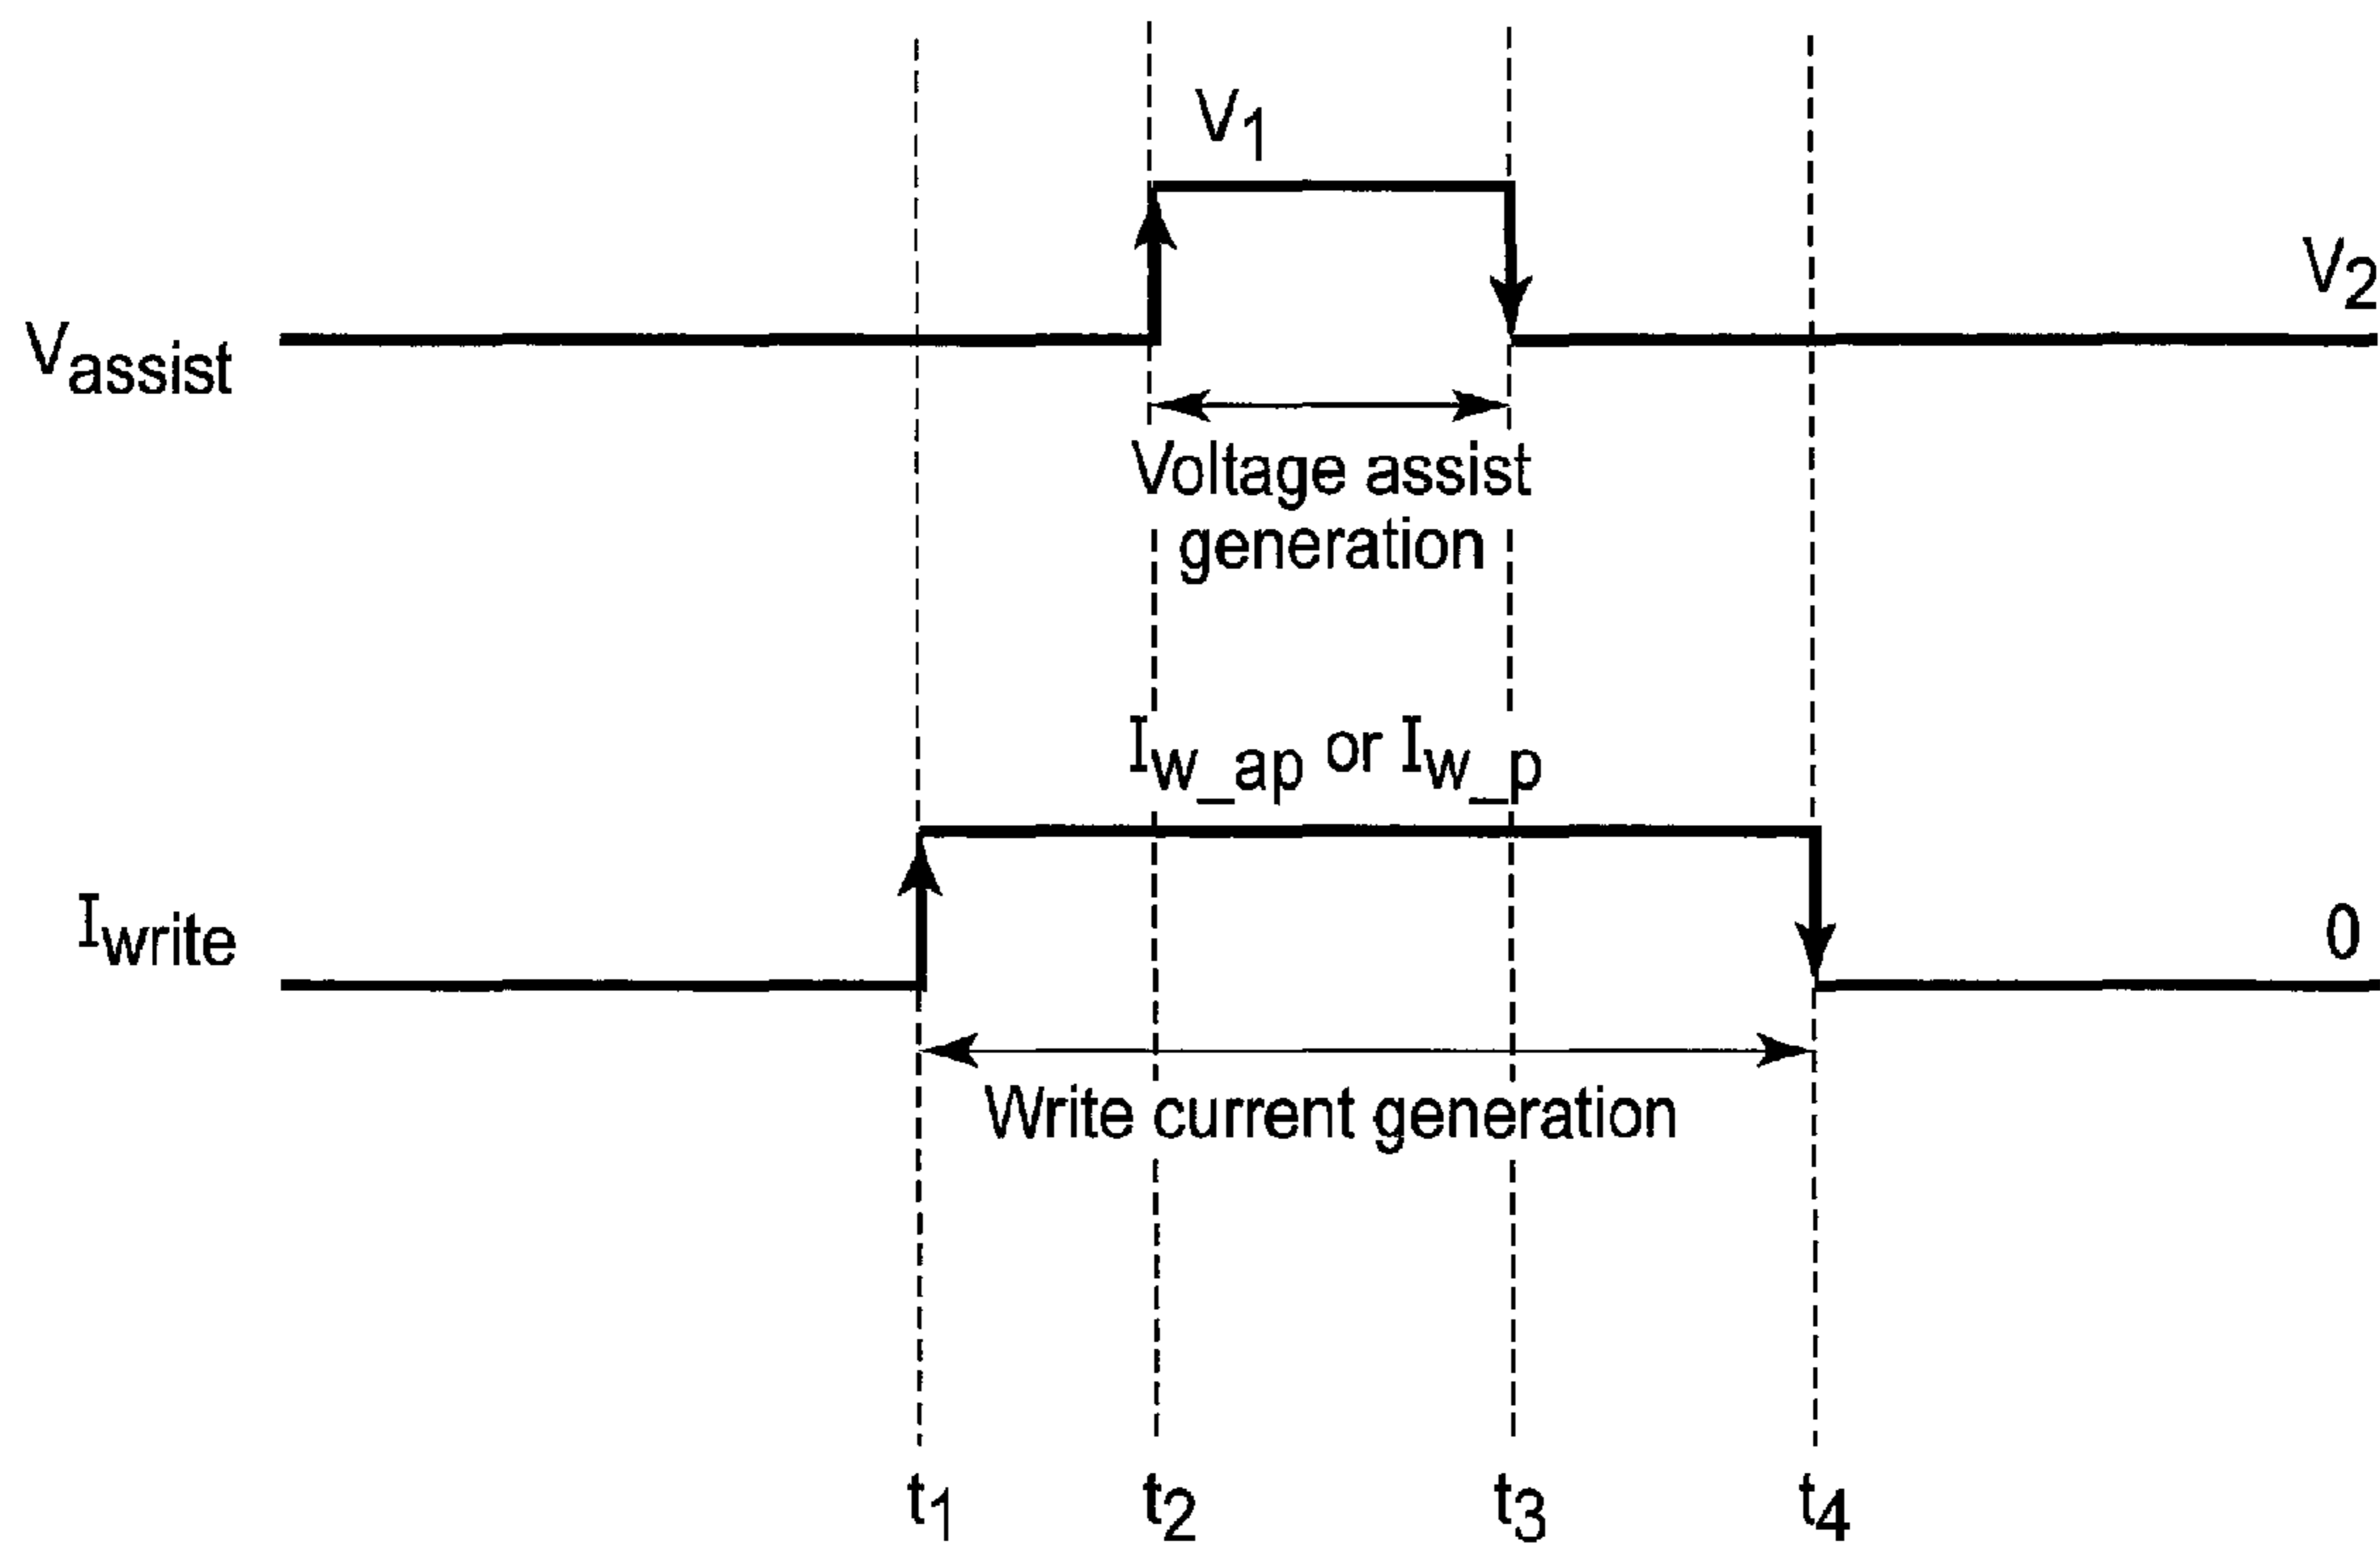 V1
V2
Vassist
Voltage assist
generation
Iw_ap or Iw_p
Iwrite
0
Write current generation
t1 t2 t3 t4